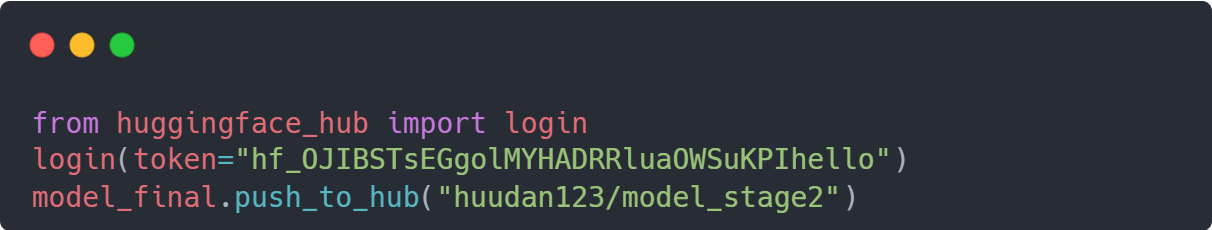 from huggingface_hub import login
login(token="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")
model_final.push_to_hub("huudan123/model_stage2")